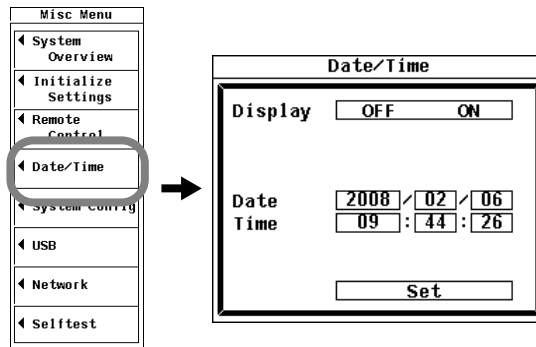 Misc Menu
System
Overview
Initialize
Settings
Remote
Control
Date/Time
System Config
USB
Network
Selftest
Date/Time
Display OFF ON
Date 2008 / 02 / 06
Time 09 : 44 : 26
Set